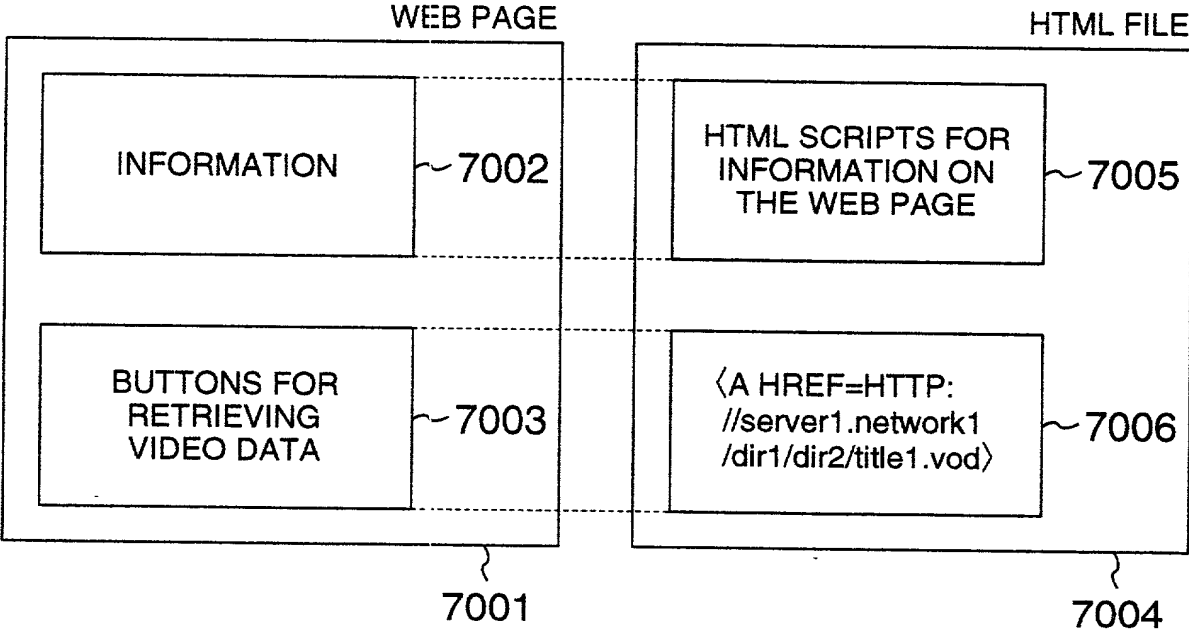 WEB PAGE
INFORMATION
7002
BUTTONS FOR
RETRIEVING
VIDEO DATA
7003
7001
HTML FILE
HTML SCRIPTS FOR
INFORMATION ON
THE WEB PAGE
7005
〈A HREF=HTTP:
//server1.network1
/dir1/dir2/title1.vod〉
7006
7004